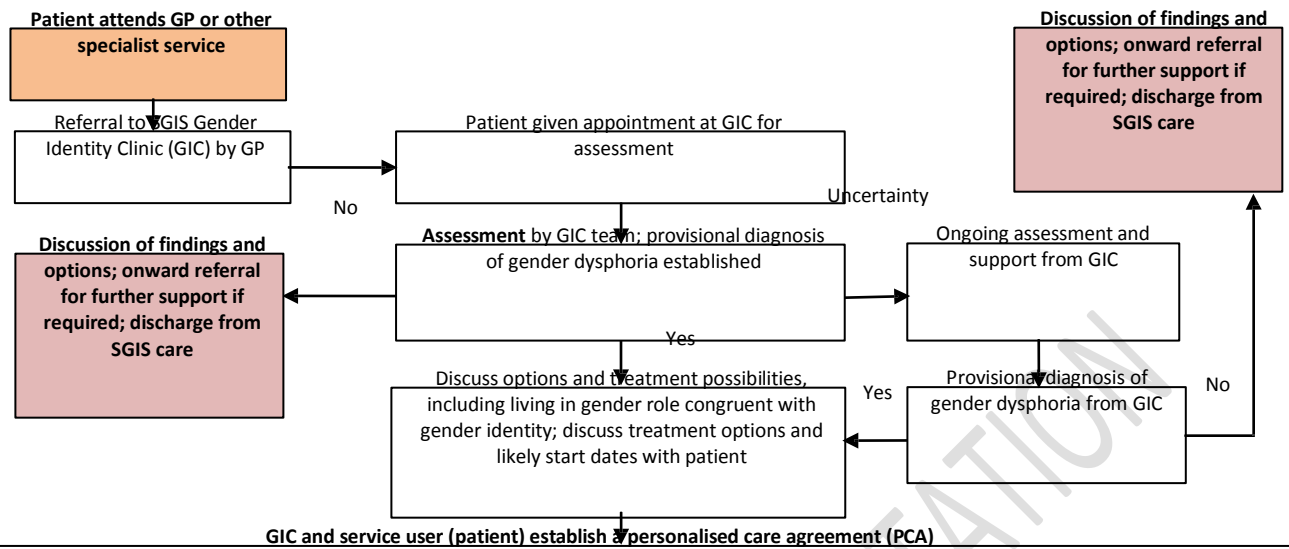 Patient attends GP or other
specialist service
Discussion of findings and
options; onward referral
for further support if
required; discharge from
SGIS care
Referral to SGIS Gender
Identity Clinic (GIC) by GP
Patient given appointment at GIC for
assessment
No
Uncertainty
Discussion of findings and
options; onward referral
for further support if
required; discharge from
SGIS care
Assessment by GIC team; provisional diagnosis
of gender dysphoria established
Ongoing assessment and
support from GIC
Yes
Discuss options and treatment possibilities,
including living in gender role congruent with
gender identity; discuss treatment options and
likely start dates with patient
Yes
Provisional diagnosis of
gender dysphoria from GIC
No
TATION
GIC and service user (patient) establish a personalised care agreement (PCA)